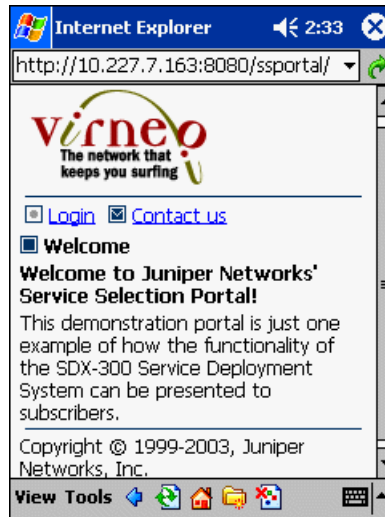 Internet Explorer 2:33
http://10.227.7.163:8080/ssportal/
Virneo
The network that
keeps you surfing
Login Contact us
Welcome
Welcome to Juniper Networks'
Service Selection Portal!
This demonstration portal is just one
example of how the functionality of
the SDX-300 Service Deployment
System can be presented to
subscribers.
Copyright © 1999-2003, Juniper
Networks, Inc.
View Tools